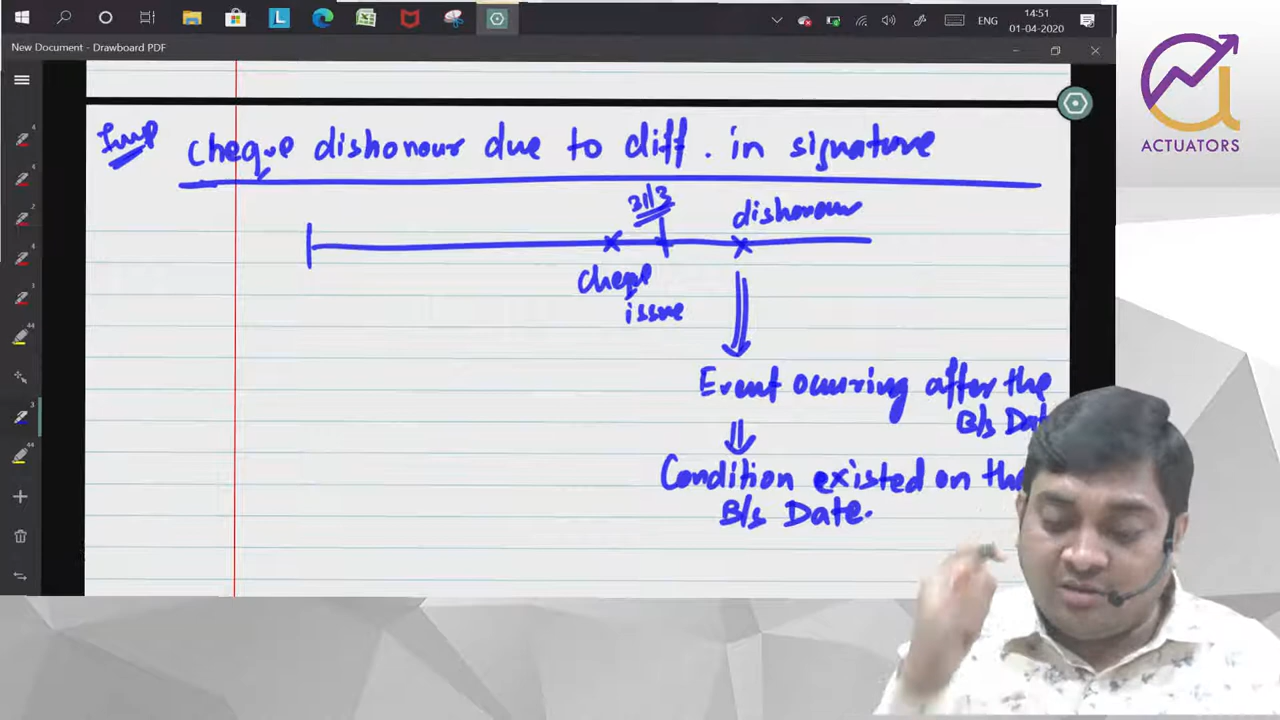 14:51
ENG
01-04-2020
New Document - Drawboard PDF
Imp
Cheque dishonour due to diff. in signature
31/3
dishonour
cheque
issue
Event occuring after the
B/s Dat
Condition existed on the
B/s Date.
ACTUATORS